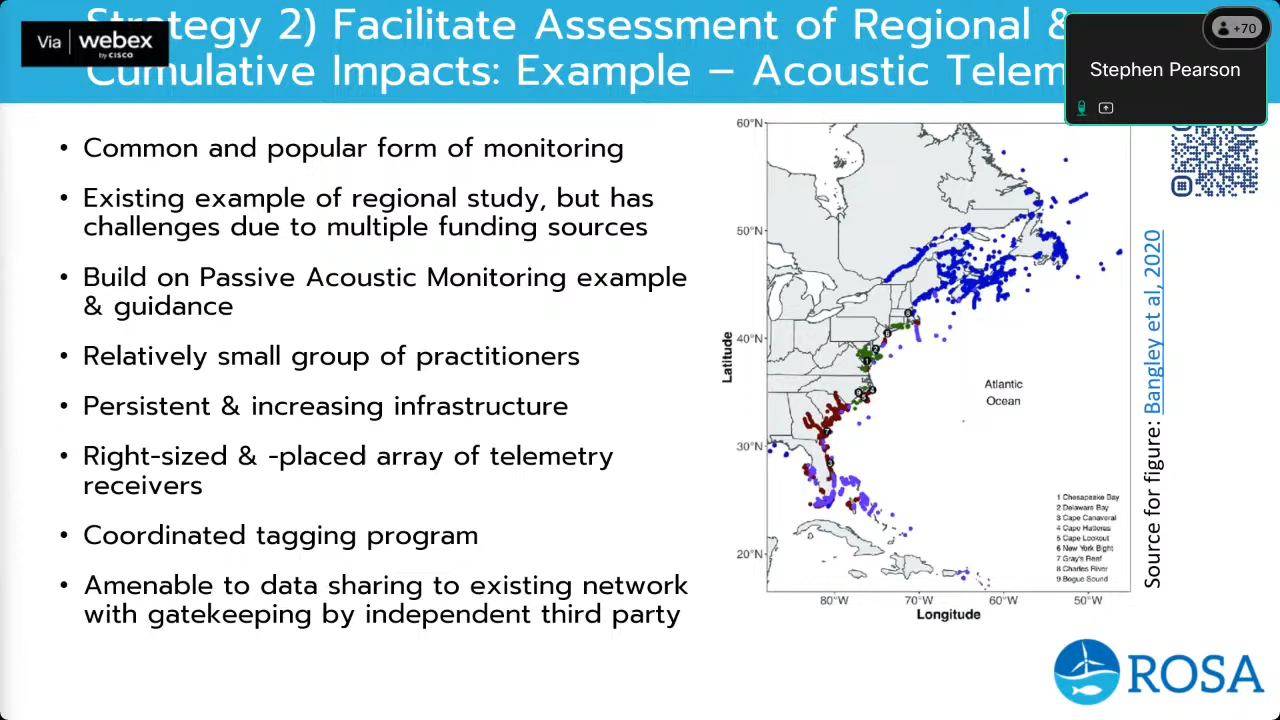 Strategy 2) Facilitate Assessment of Regional &
Cumulative Impacts: Example – Acoustic Telem
Via webex
by CISCO
+70
Stephen Pearson
• Common and popular form of monitoring
• Existing example of regional study, but has
challenges due to multiple funding sources
• Build on Passive Acoustic Monitoring example
& guidance
• Relatively small group of practitioners
• Persistent & increasing infrastructure
• Right-sized & -placed array of telemetry
receivers
• Coordinated tagging program
• Amenable to data sharing to existing network
with gatekeeping by independent third party
60°N
50°N
40°N
30°N
20°N
Latitude
80°W 70°W 60°W 50°W
Longitude
Atlantic
Ocean
1 Chesapeake Bay
2 Delaware Bay
3 Cape Canaveral
4 Cape Hatteras
5 Cape Lookout
6 New York Bight
7 Gray's Reef
8 Charles River
9 Bogue Sound
Source for figure: Bangley et al, 2020
ROSA